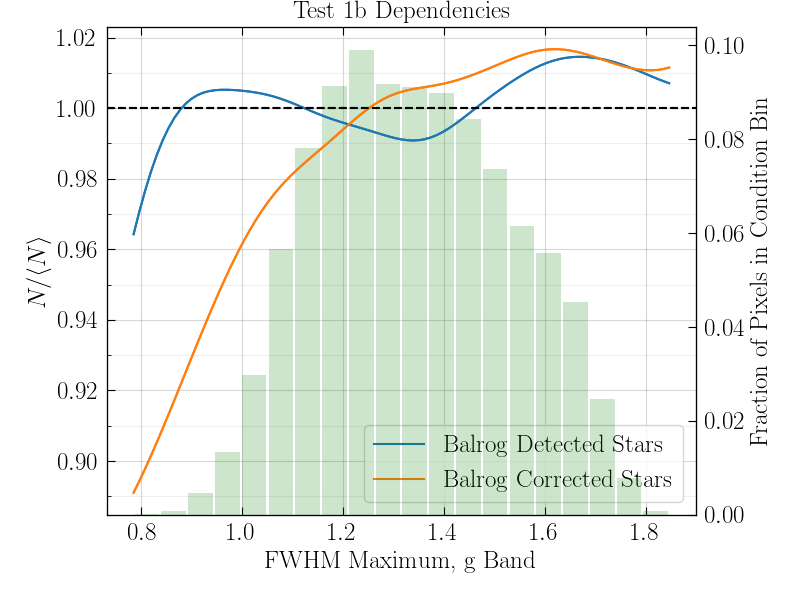 Test 1b Dependencies
1.02
1.00
0.98
0.96
0.94
0.92
0.90
N/⟨N⟩
0.10
0.08
0.06
0.04
0.02
0.00
Fraction of Pixels in Condition Bin
Balrog Detected Stars
Balrog Corrected Stars
0.8 1.0 1.2 1.4 1.6 1.8
FWHM Maximum, g Band